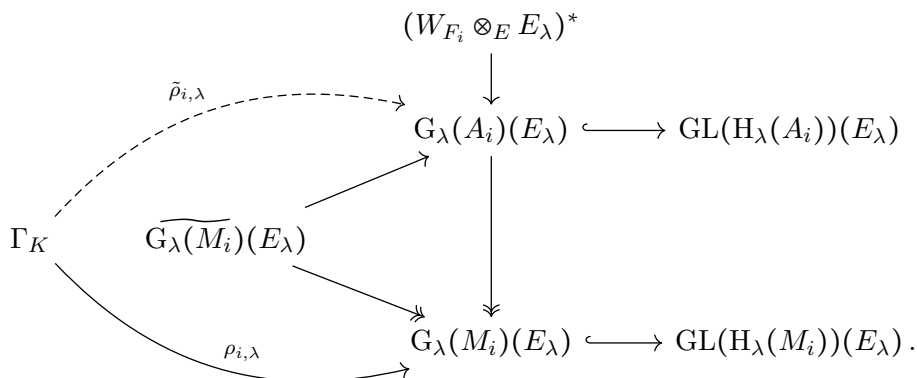 (W_{F_i} ⊗_E E_λ)^*
ρ̃_{i,λ}
G_λ(A_i)(E_λ) GL(H_λ(A_i))(E_λ)
Γ_K \widetilde{G_λ(M_i)}(E_λ)
ρ_{i,λ} G_λ(M_i)(E_λ) GL(H_λ(M_i))(E_λ) .